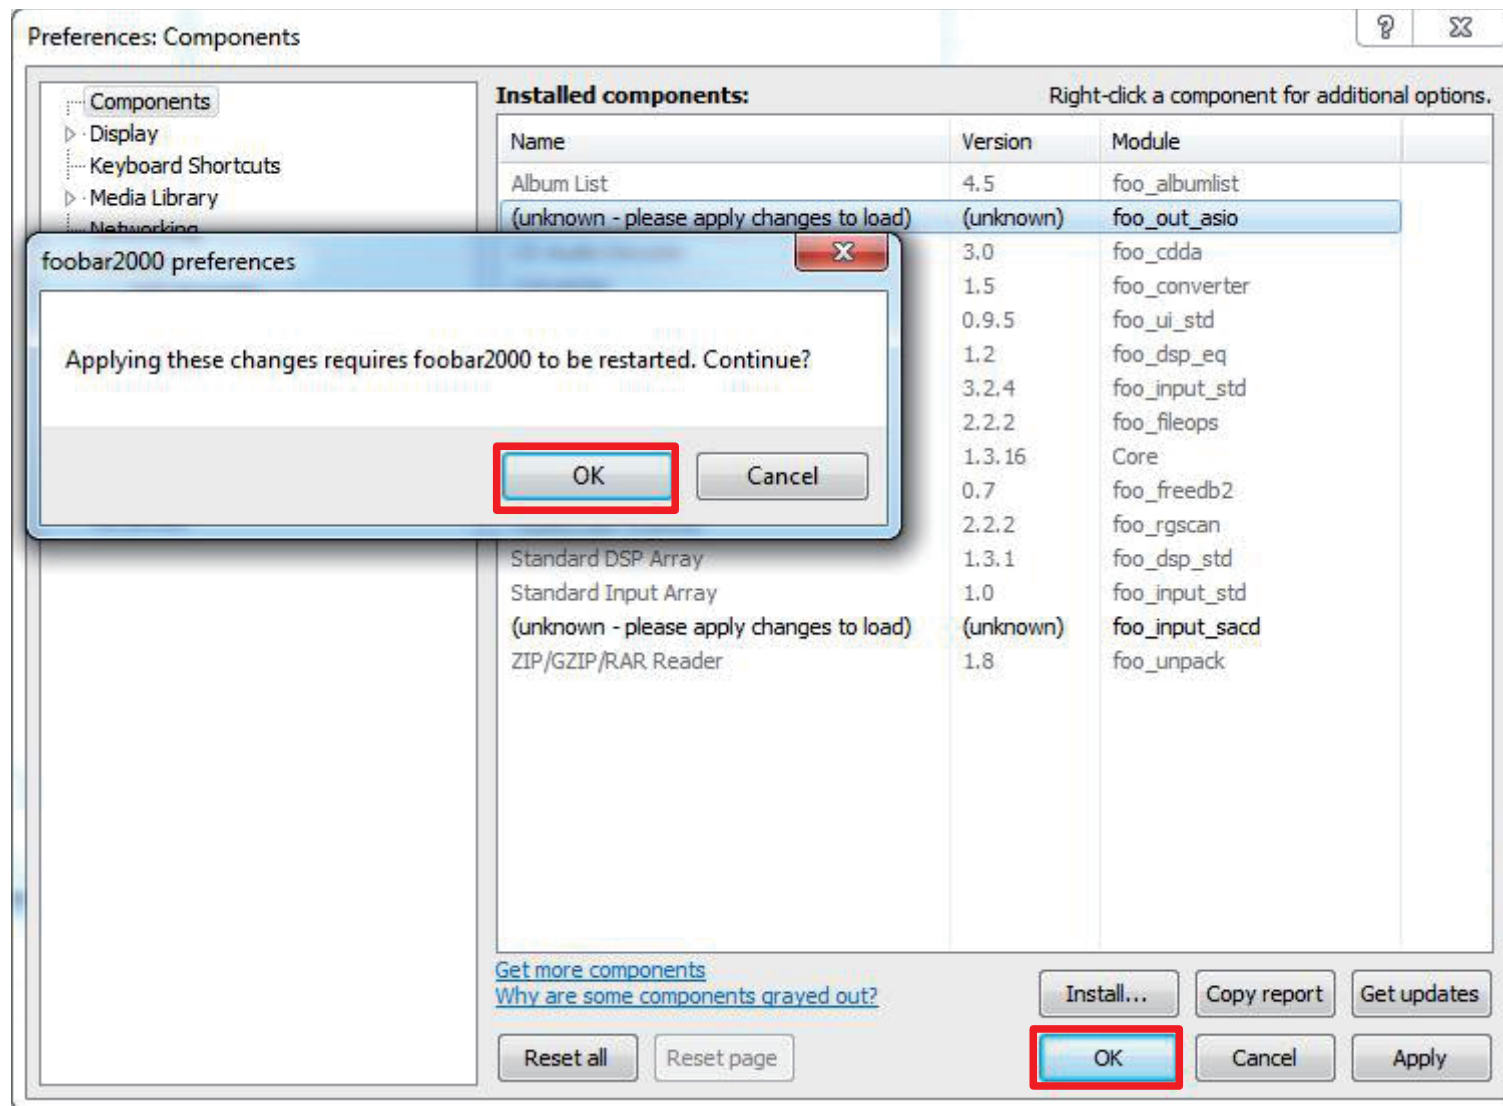 Preferences: Components
Components
Display
Keyboard Shortcuts
Media Library
Networking
Installed components:
Right-click a component for additional options.
Name Version Module
Album List 4.5 foo_albumlist
(unknown - please apply changes to load) (unknown) foo_out_asio
3.0 foo_cdda
1.5 foo_converter
0.9.5 foo_ui_std
1.2 foo_dsp_eq
3.2.4 foo_input_std
2.2.2 foo_fileops
1.3.16 Core
0.7 foo_freedb2
2.2.2 foo_rgscan
Standard DSP Array 1.3.1 foo_dsp_std
Standard Input Array 1.0 foo_input_std
(unknown - please apply changes to load) (unknown) foo_input_sacd
ZIP/GZIP/RAR Reader 1.8 foo_unpack
foobar2000 preferences
Applying these changes requires foobar2000 to be restarted. Continue?
OK Cancel
Get more components
Why are some components grayed out?
Install... Copy report Get updates
Reset all Reset page OK Cancel Apply